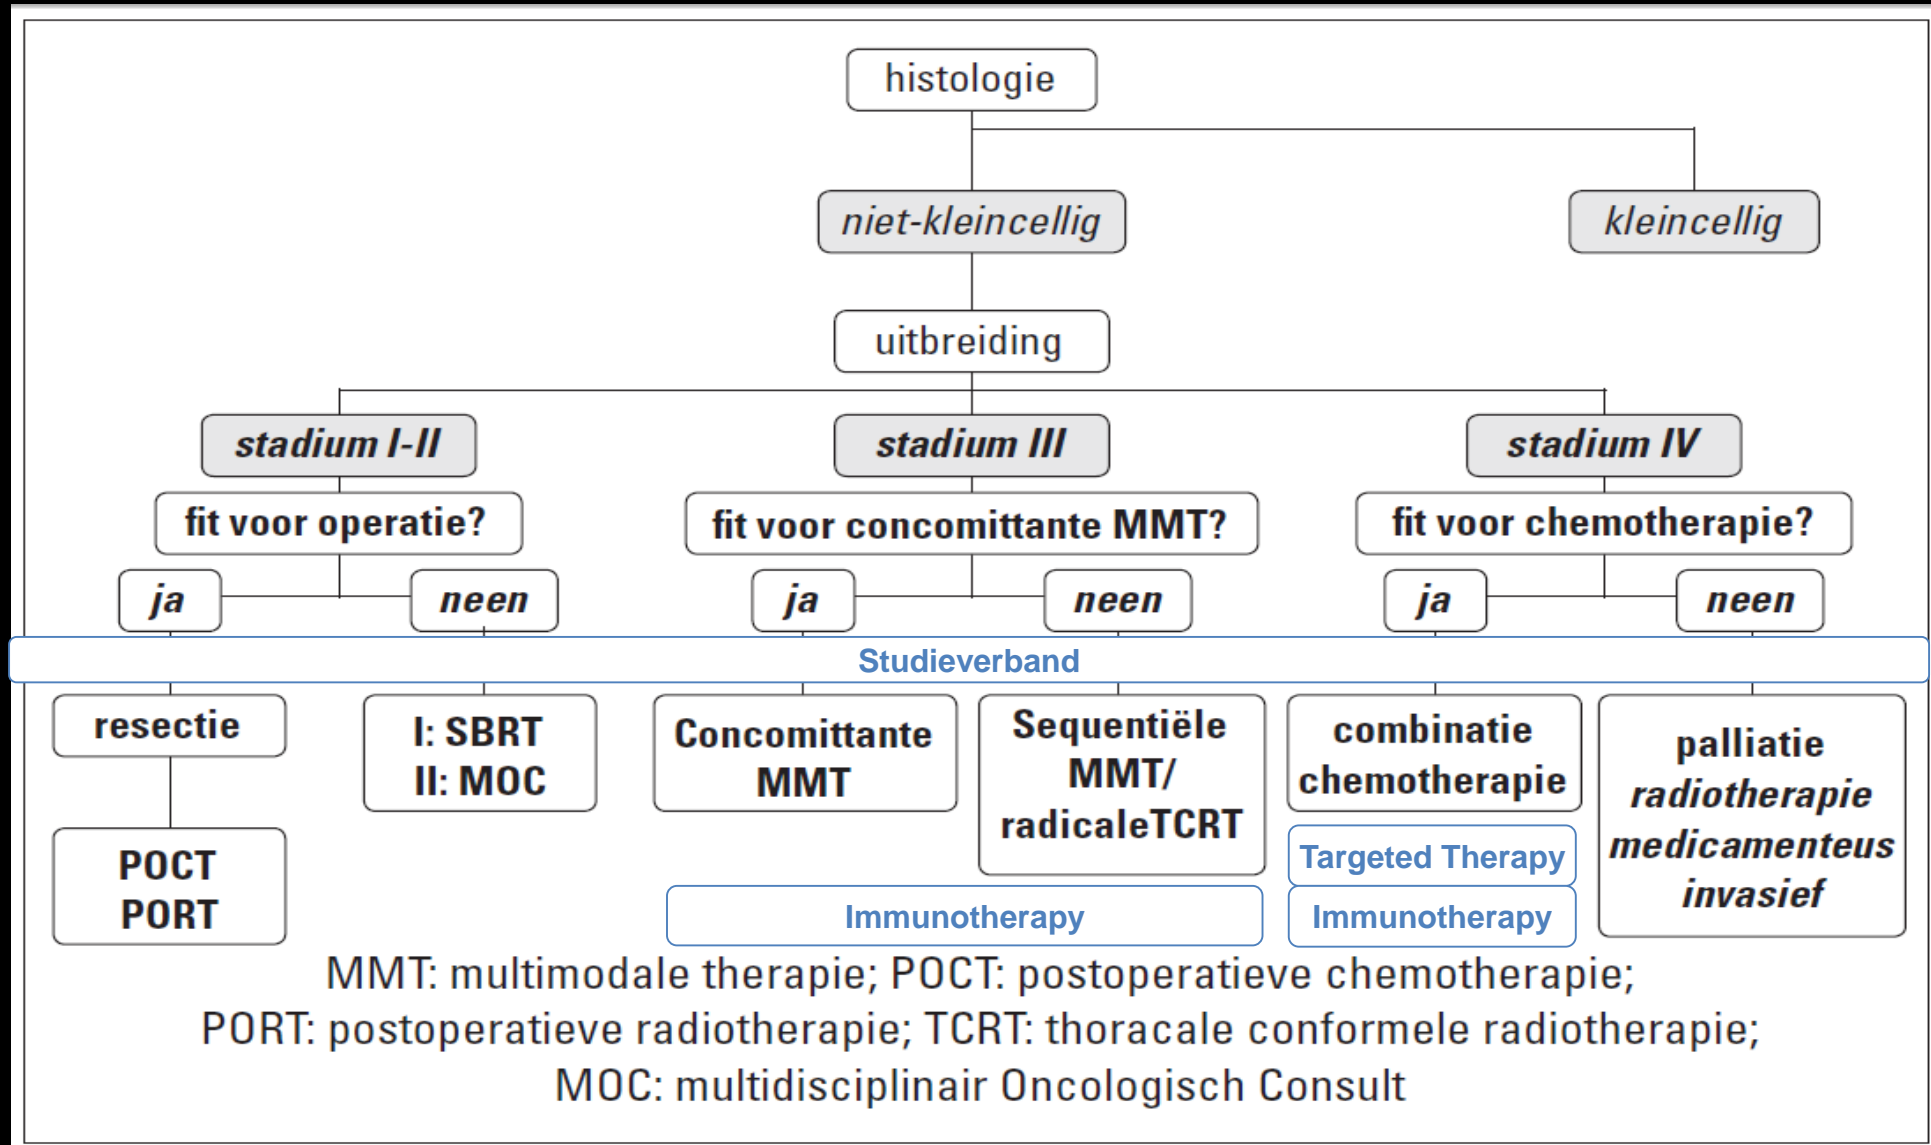 histologie
niet-kleincellig
kleincellig
uitbreiding
stadium I-II
stadium III
stadium IV
fit voor operatie?
fit voor concomittante MMT?
fit voor chemotherapie?
ja
neen
ja
neen
ja
neen
Studieverband
resectie
POCT
PORT
I: SBRT
II: MOC
Concomittante
MMT
Sequentiële
MMT/
radicaleTCRT
Immunotherapy
combinatie
chemotherapie
Targeted Therapy
Immunotherapy
palliatie
radiotherapie
medicamenteus
invasief
MMT: multimodale therapie; POCT: postoperatieve chemotherapie;
PORT: postoperatieve radiotherapie; TCRT: thoracale conformele radiotherapie;
MOC: multidisciplinair Oncologisch Consult